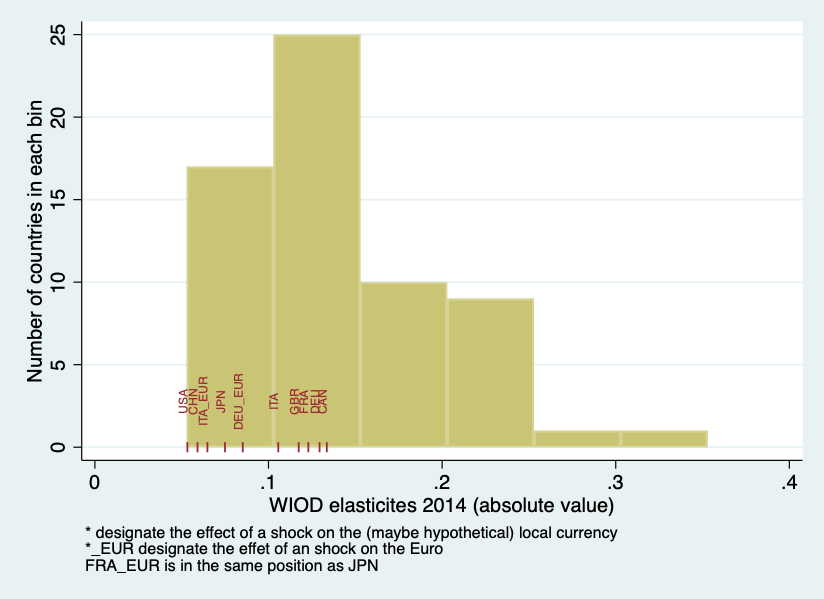 Number of countries in each bin
25
20
15
10
5
0
USA
CHN
ITA_EUR
JPN
DEU_EUR
ITA
GBR
FRA
DEU
CAN
0 .1 .2 .3 .4
WIOD elasticites 2014 (absolute value)
* designate the effect of a shock on the (maybe hypothetical) local currency
*_EUR designate the effet of an shock on the Euro
FRA_EUR is in the same position as JPN